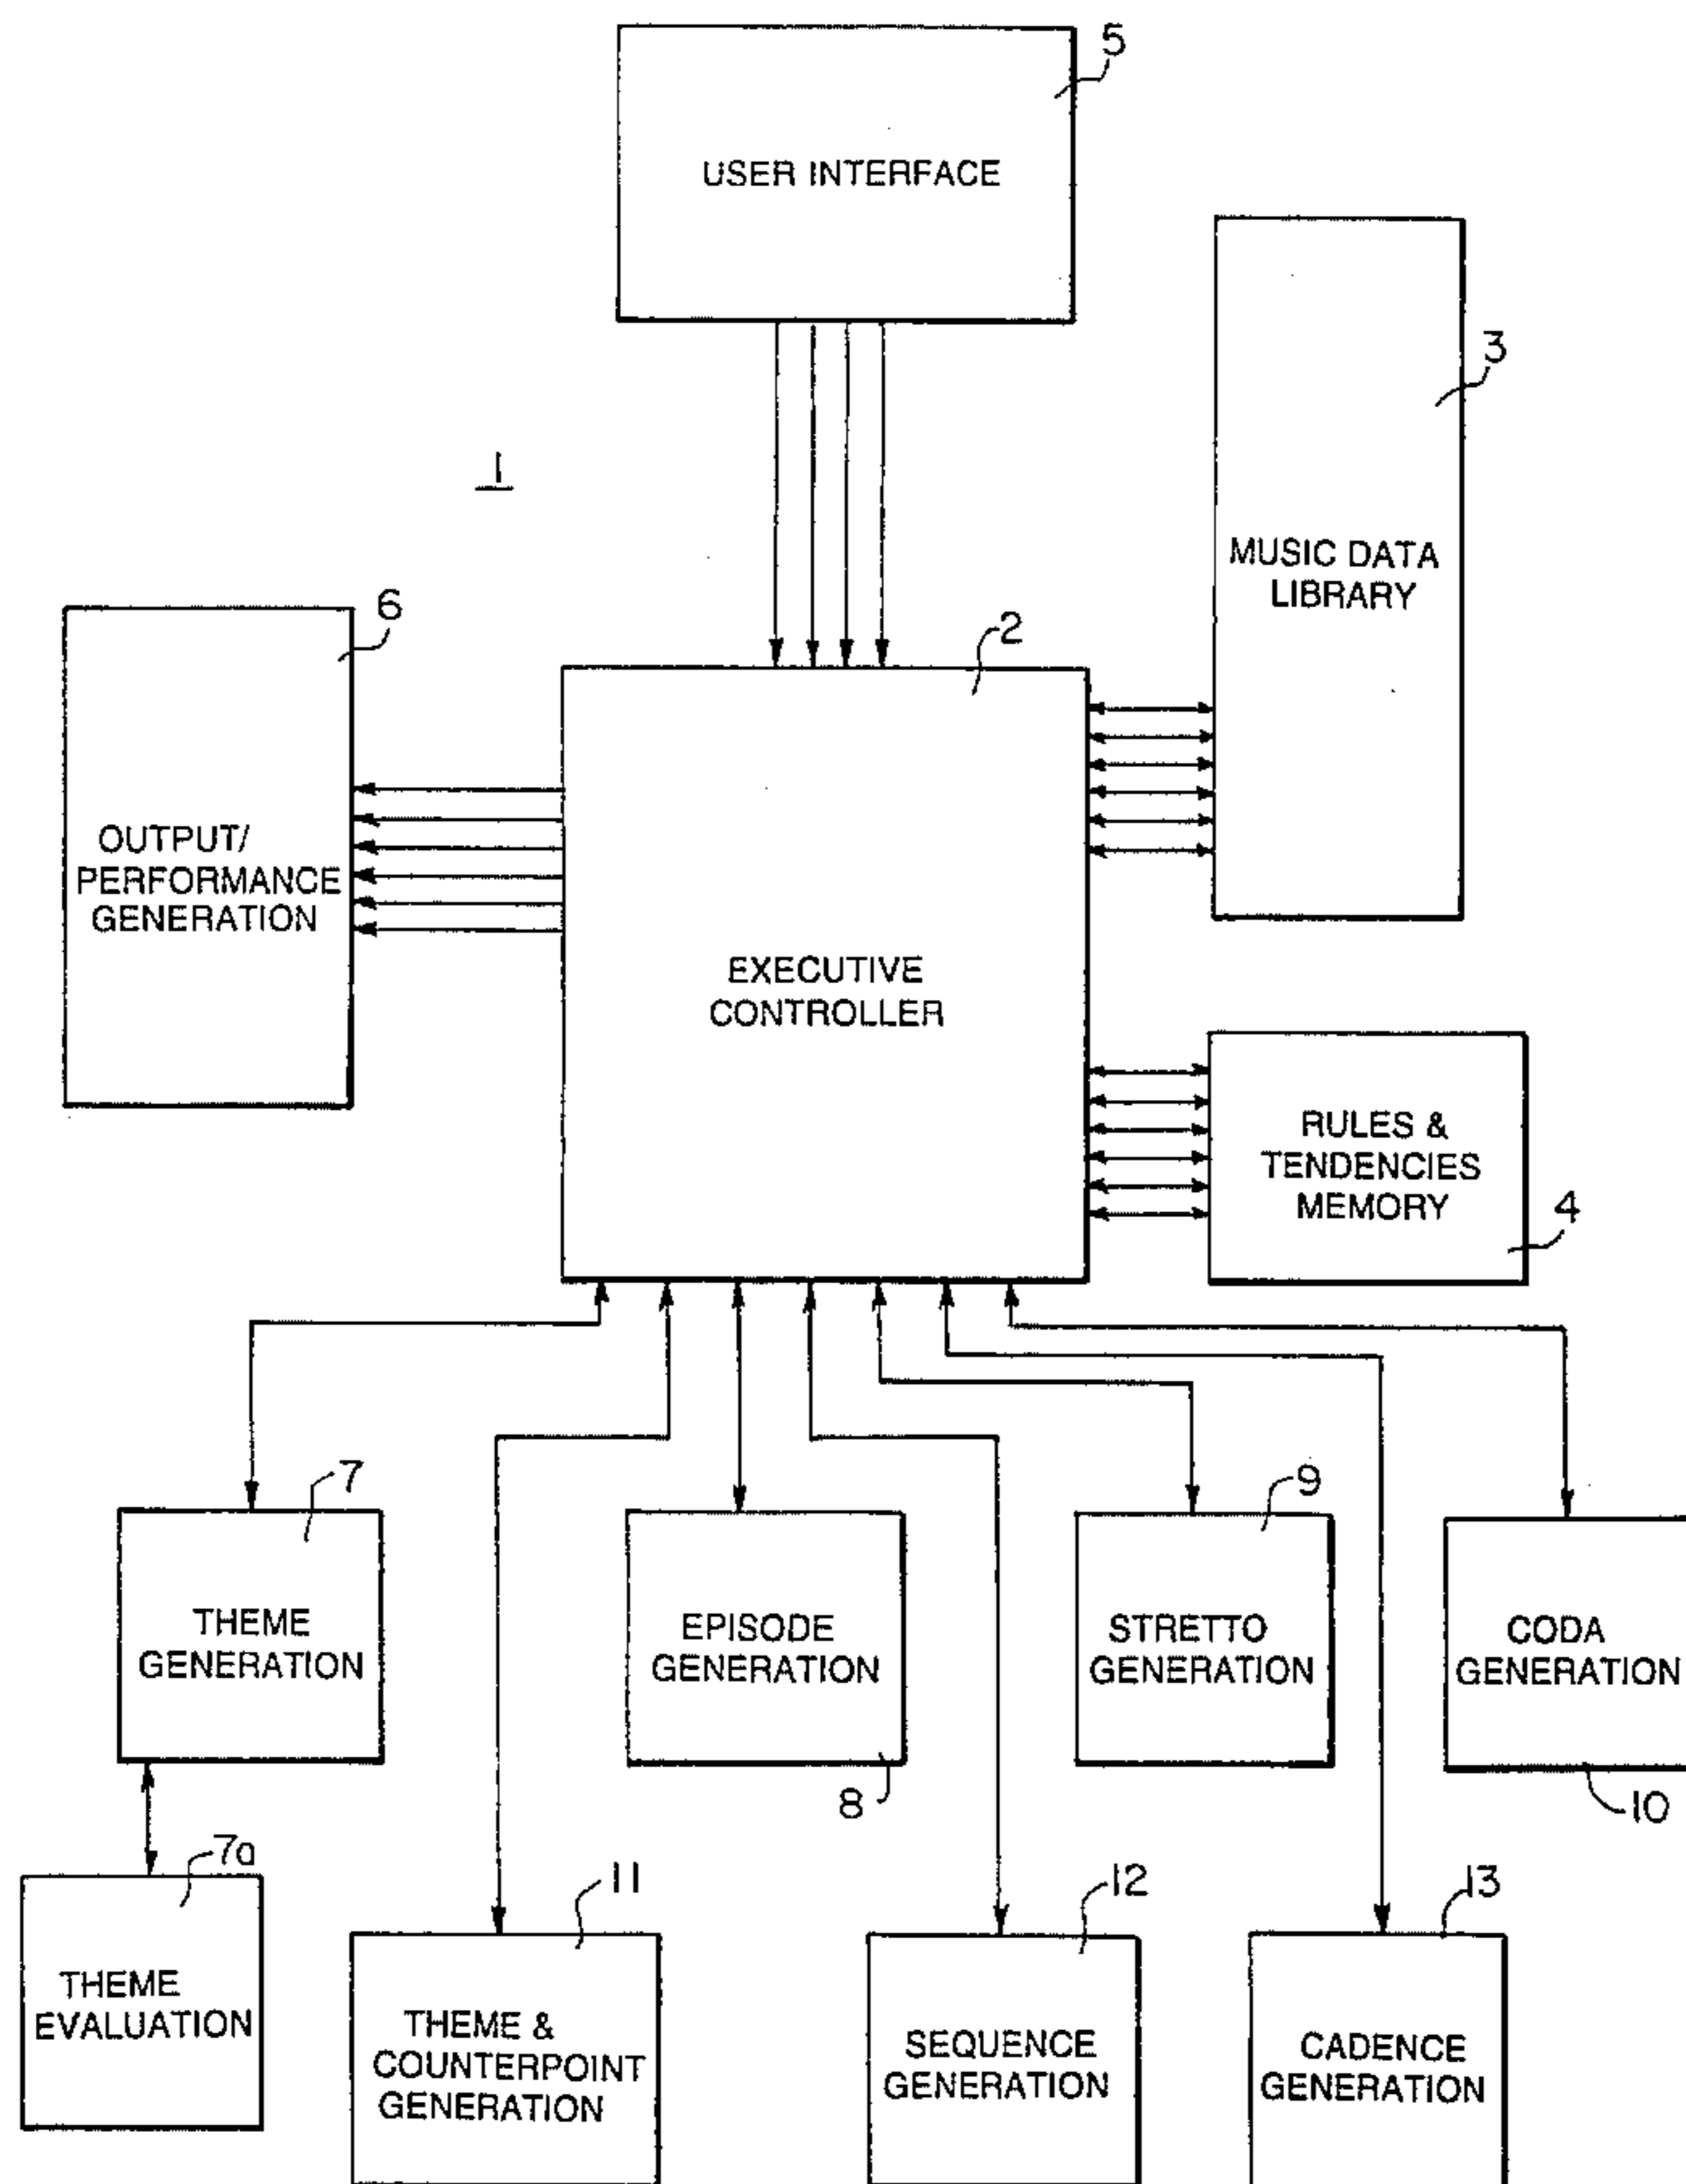 5
USER INTERFACE
3
1
MUSIC DATA
LIBRARY
6
2
OUTPUT/
PERFORMANCE
GENERATION
EXECUTIVE
CONTROLLER
RULES &
TENDENCIES
MEMORY
4
7
THEME
GENERATION
EPISODE
GENERATION
8
9
STRETTO
GENERATION
CODA
GENERATION
10
7a
THEME
EVALUATION
11
THEME &
COUNTERPOINT
GENERATION
12
SEQUENCE
GENERATION
13
CADENCE
GENERATION